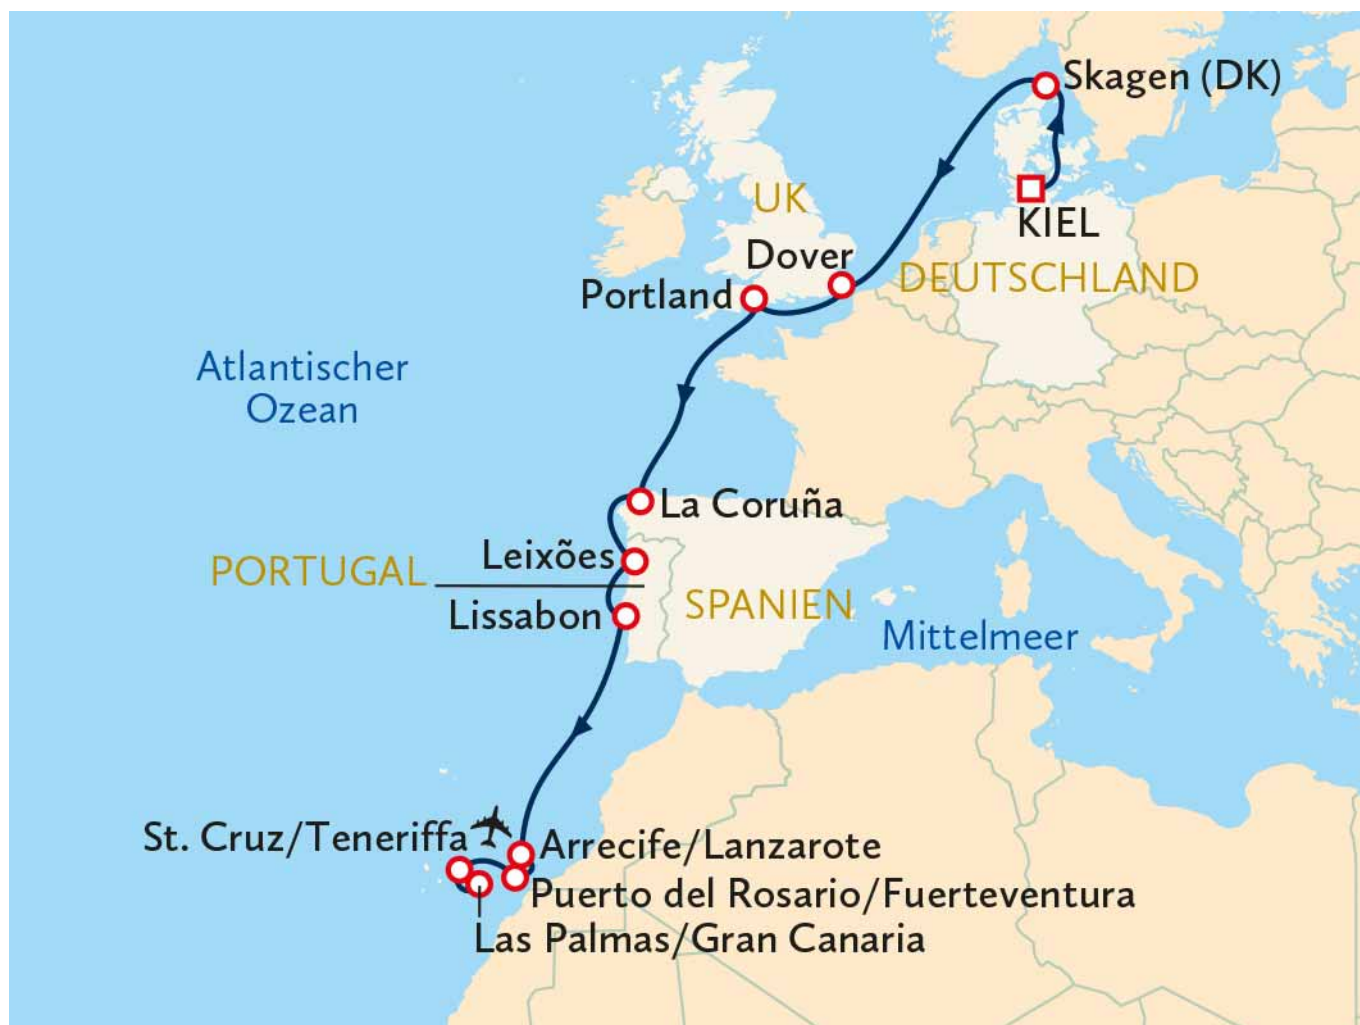 Skagen (DK)
UK
KIEL
Dover
DEUTSCHLAND
Portland
Atlantischer
Ozean
La Coruña
Leixões
PORTUGAL
SPANIEN
Lissabon
Mittelmeer
St. Cruz/Teneriffa
Arrecife/Lanzarote
Puerto del Rosario/Fuerteventura
Las Palmas/Gran Canaria